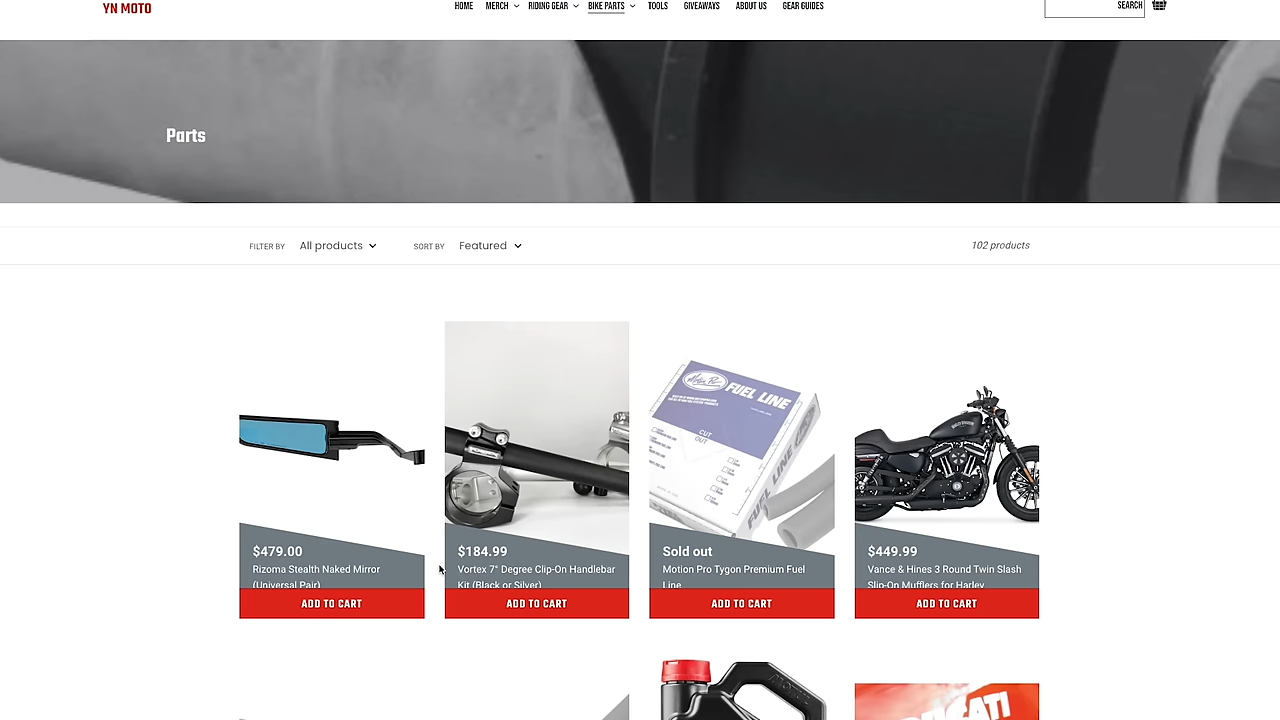 YN MOTO
HOME MERCH RIDING GEAR BIKE PARTS TOOLS GIVEAWAYS ABOUT US GEAR GUIDES
SEARCH
Parts
FILTER BY All products SORT BY Featured 102 products
FUEL LINE
CUT
OUT
FUEL LINE
$479.00
Rizoma Stealth Naked Mirror
(Universal Pair)
ADD TO CART
$184.99
Vortex 7° Degree Clip-On Handlebar
Kit (Black or Silver)
ADD TO CART
Sold out
Motion Pro Tygon Premium Fuel
Line
ADD TO CART
$449.99
Vance & Hines 3 Round Twin Slash
Slip-On Mufflers for Harley
ADD TO CART